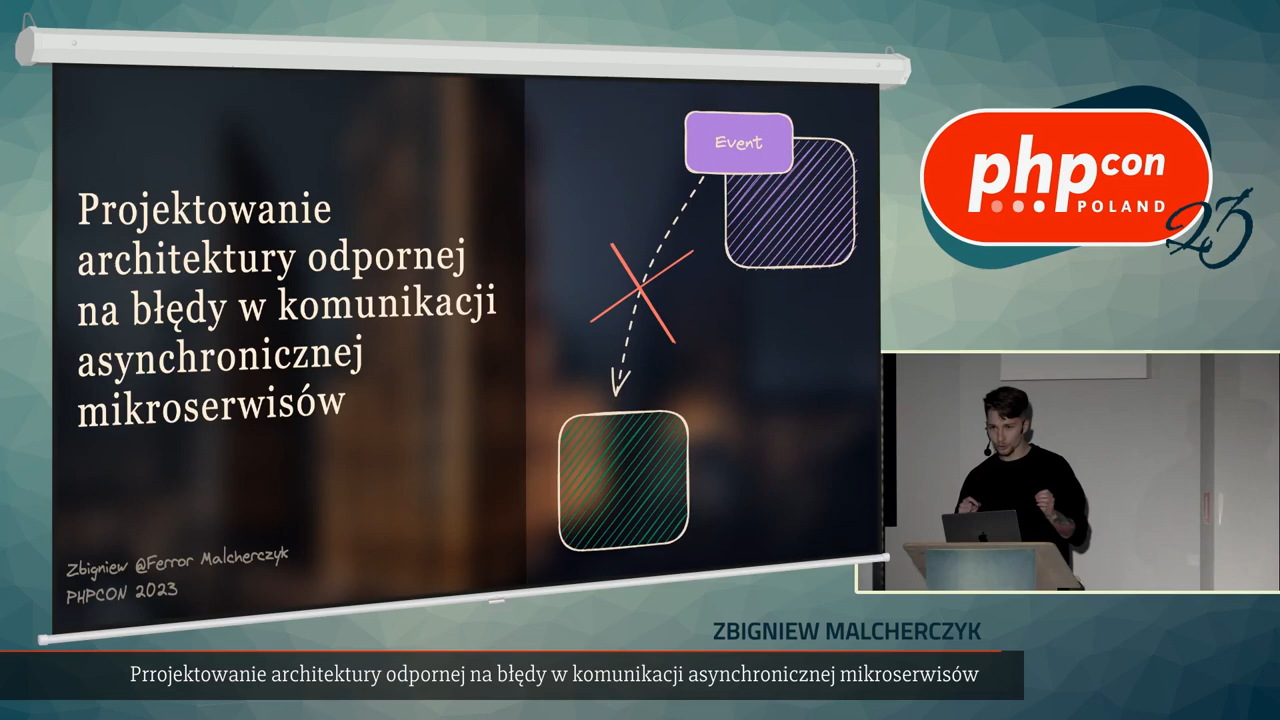 Projektowanie
architektury odpornej
na błędy w komunikacji
asynchronicznej
mikroserwisów
Event
Zbigniew @Ferror Malcherczyk
PHPCON 2023
phpcon
POLAND
23
ZBIGNIEW MALCHERCZYK
Prrojektowanie architektury odpornej na błędy w komunikacji asynchronicznej mikroserwisów